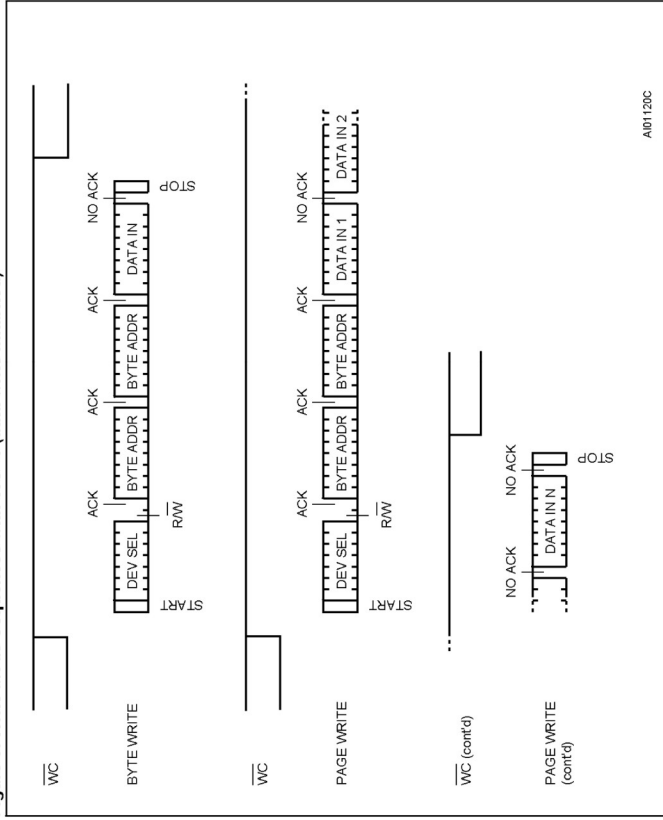 WC
BYTE WRITE
START
DEV SEL
R/W
ACK
BYTE ADDR
ACK
BYTE ADDR
ACK
DATA IN
NO ACK
STOP
WC
PAGE WRITE
START
DEV SEL
R/W
ACK
BYTE ADDR
ACK
BYTE ADDR
ACK
DATA IN 1
NO ACK
DATA IN 2
WC (cont'd)
PAGE WRITE
(cont'd)
NO ACK
DATA IN N
NO ACK
STOP
AI01120C